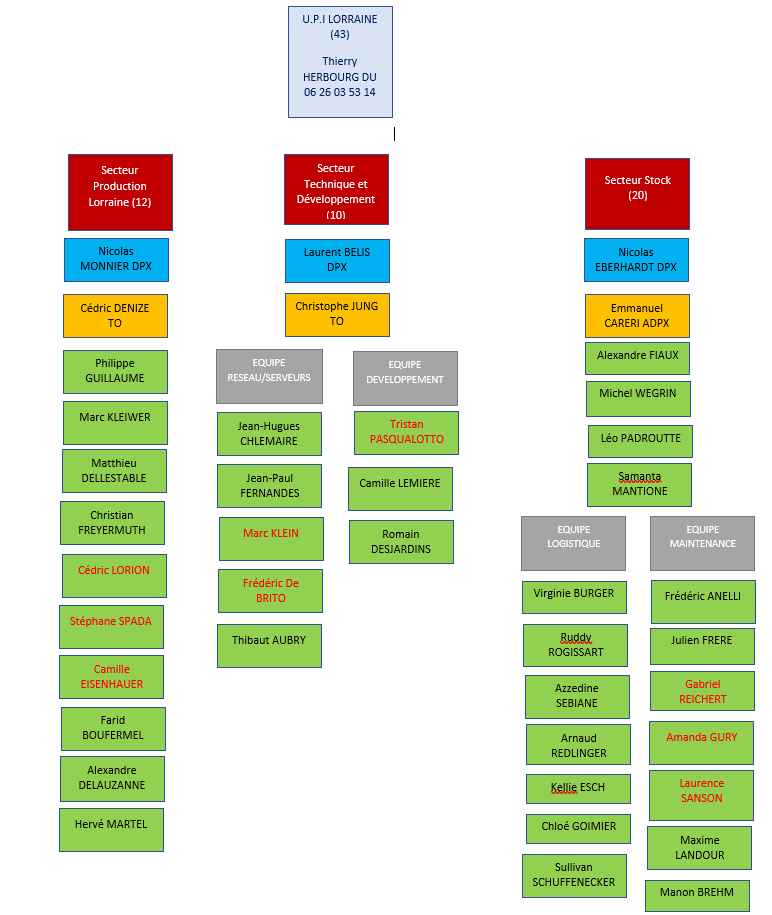 U.P.I LORRAINE
(43)
Thierry
HERBOURG DU
06 26 03 53 14
Secteur
Production
Lorraine (12)
Nicolas
MONNIER DPX
Cédric DENIZE
TO
Philippe
GUILLAUME
Marc KLEIWER
Matthieu
DELLESTABLE
Christian
FREYERMUTH
Cédric LORION
Stéphane SPADA
Camille
EISENHAUER
Farid
BOUFERMEL
Alexandre
DELAUZANNE
Hervé MARTEL
Secteur
Technique et
Développement
(10)
Laurent BELIS
DPX
Christophe JUNG
TO
EQUIPE
RESEAU/SERVEURS
Jean-Hugues
CHLEMAIRE
Jean-Paul
FERNANDES
Marc KLEIN
Frédéric De
BRITO
Thibaut AUBRY
EQUIPE
DEVELOPPEMENT
Tristan
PASQUALOTTO
Camille LEMIERE
Romain
DESJARDINS
Secteur Stock
(20)
Nicolas
EBERHARDT DPX
Emmanuel
CARERI ADPX
Alexandre FIAUX
Michel WEGRIN
Léo PADROUTTE
Samanta
MANTIONE
EQUIPE
LOGISTIQUE
Virginie BURGER
Ruddy
ROGISSART
Azzedine
SEBIANE
Arnaud
REDLINGER
Kellie ESCH
Chloé GOIMIER
Sullivan
SCHUFFENECKER
EQUIPE
MAINTENANCE
Frédéric ANELLI
Julien FRERE
Gabriel
REICHERT
Amanda GURY
Laurence
SANSON
Maxime
LANDOUR
Manon BREHM